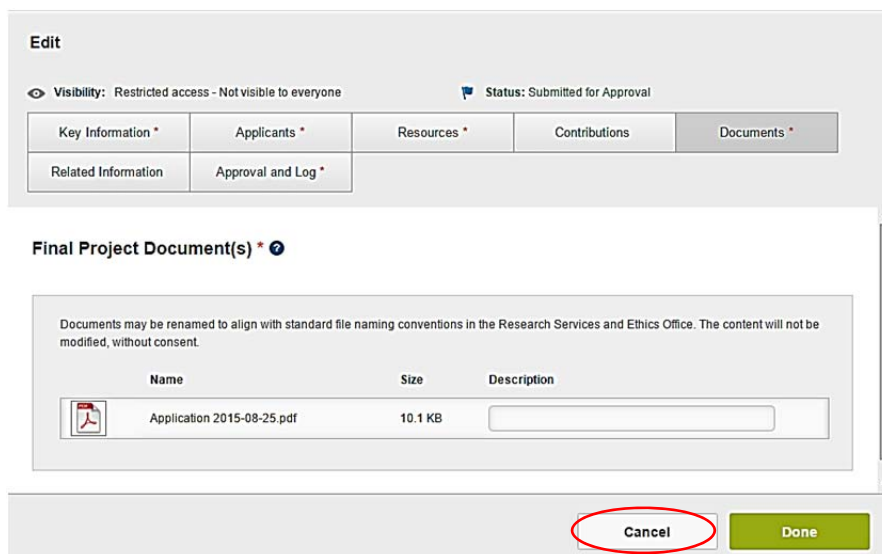 Edit
Visibility: Restricted access - Not visible to everyone Status: Submitted for Approval
Key Information * Applicants * Resources * Contributions Documents *
Related Information Approval and Log *
Final Project Document(s) * ?
Documents may be renamed to align with standard file naming conventions in the Research Services and Ethics Office. The content will not be
modified, without consent.
Name Size Description
Application 2015-08-25.pdf 10.1 KB
Cancel Done